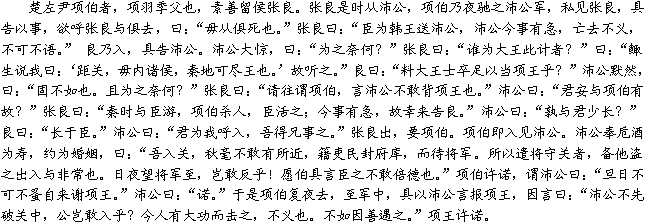 楚左尹项伯者，项羽季父也，素善留侯张良。张良是时从沛公，项伯乃夜驰之沛公军，私见张良，具
告以事，欲呼张良与俱去，曰：“毋从俱死也。”张良曰：“臣为韩王送沛公，沛公今事有急，亡去不义，
不可不语。” 良乃入，具告沛公。沛公大惊，曰：“为之奈何？”张良曰：“谁为大王此计者？”曰：“鲰
生说我曰：‘距关，毋内诸侯，秦地可尽王也。’故听之。”良曰：“料大王士卒足以当项王乎？”沛公默然，
曰：“固不如也。且为之奈何？”张良曰：“请往谓项伯，言沛公不敢背项王也。”沛公曰：“君安与项伯有
故？”张良曰：“秦时与臣游，项伯杀人，臣活之；今事有急，故幸来告良。”沛公曰：“孰与君少长？”
良曰：“长于臣。”沛公曰：“君为我呼入，吾得兄事之。”张良出，要项伯。项伯即入见沛公。沛公奉卮酒
为寿，约为婚姻，曰：“吾入关，秋毫不敢有所近，籍吏民封府库，而待将军。所以遣将守关者，备他盗
之出入与非常也。日夜望将军至，岂敢反乎！愿伯具言臣之不敢倍德也。”项伯许诺，谓沛公曰：“旦日不
可不蚤自来谢项王。”沛公曰：“诺。”于是项伯复夜去，至军中，具以沛公言报项王，因言曰：“沛公不先
破关中，公岂敢入乎？今人有大功而击之，不义也。不如因善遇之。”项王许诺。